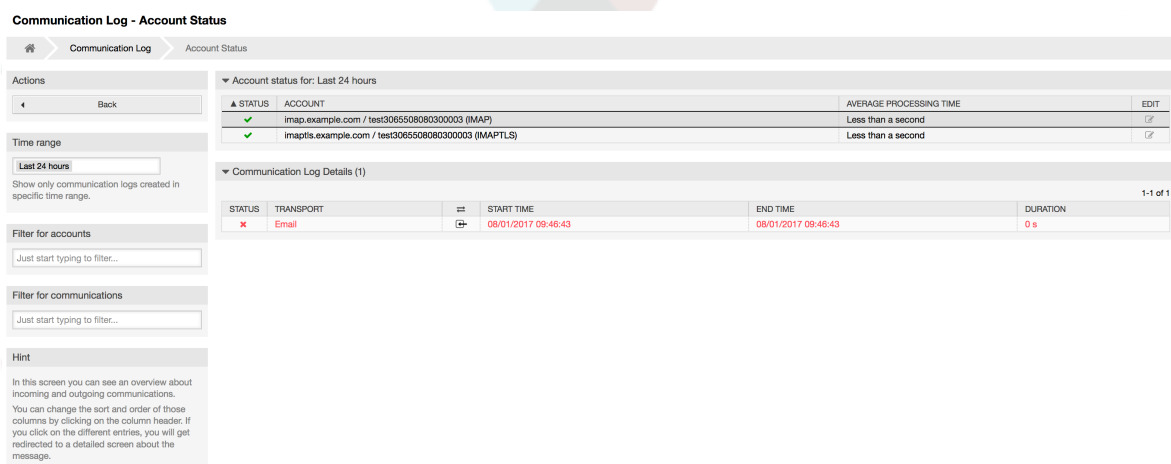 Communication Log - Account Status
Communication Log
Account Status
Actions
Back
Time range
Last 24 hours
Show only communication logs created in
specific time range.
Filter for accounts
Just start typing to filter...
Filter for communications
Just start typing to filter...
Hint
In this screen you can see an overview about
incoming and outgoing communications.
You can change the sort and order of those
columns by clicking on the column header. If
you click on the different entries, you will get
redirected to a detailed screen about the
message.
Account status for: Last 24 hours
STATUS ACCOUNT AVERAGE PROCESSING TIME EDIT
imap.example.com / test3065508080300003 (IMAP) Less than a second
imaptls.example.com / test3065508080300003 (IMAPTLS) Less than a second
Communication Log Details (1)
1-1 of 1
STATUS TRANSPORT START TIME END TIME DURATION
Email 08/01/2017 09:46:43 08/01/2017 09:46:43 0 s